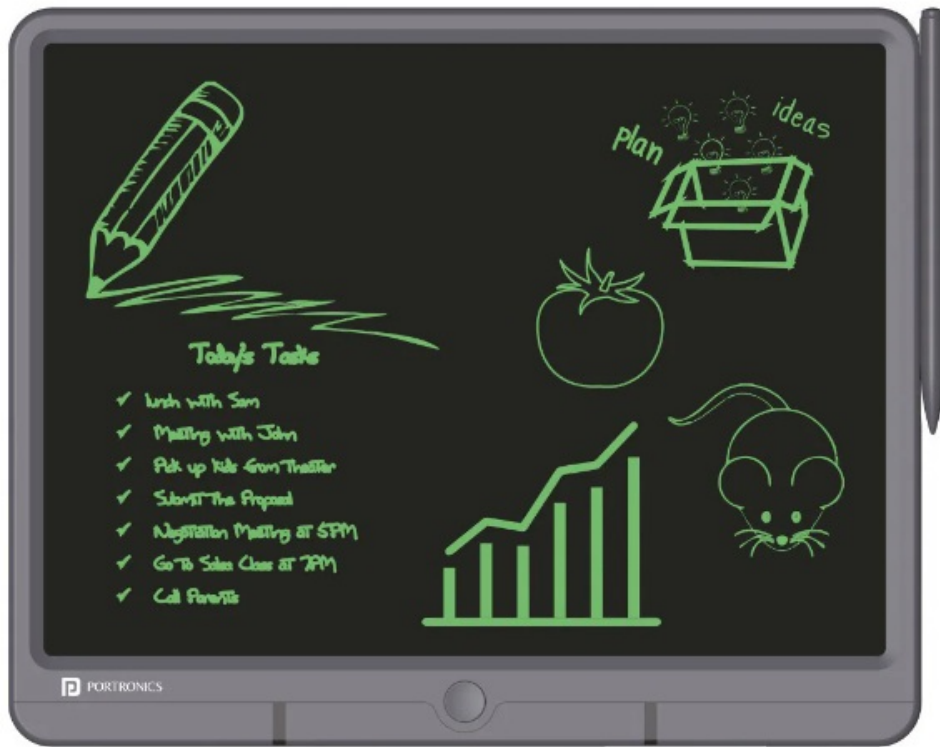 plan
ideas
Today's Tasks
lunch with Sam
Meeting with John
Pick up kids from Theater
Submit The Proposal
Negotiation Meeting at 5PM
Go To Salsa Class at 7PM
Call Parents
PORTRONICS